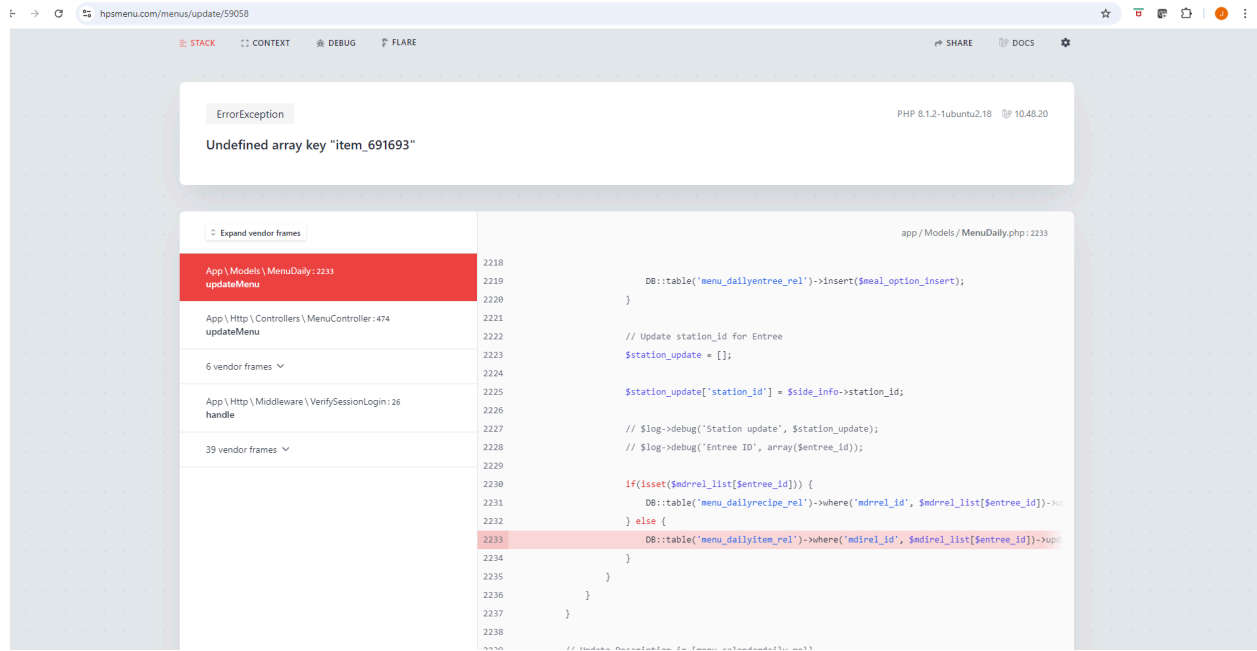 hpsmenu.com/menus/update/59058
J
STACK CONTEXT DEBUG FLARE SHARE DOCS
ErrorException PHP 8.1.2-1ubuntu2.18 10.48.20
Undefined array key "item_691693"
Expand vendor frames
App \ Models \ MenuDaily : 2233
updateMenu
App \ Http \ Controllers \ MenuController : 474
updateMenu
6 vendor frames
App \ Http \ Middleware \ VerifySessionLogin : 26
handle
39 vendor frames
app / Models / MenuDaily.php : 2233
2218
2219 DB::table('menu_dailyentree_rel')->insert($meal_option_insert);
2220 }
2221
2222 // Update station_id for Entree
2223 $station_update = [];
2224
2225 $station_update['station_id'] = $side_info->station_id;
2226
2227 // $log->debug('Station update', $station_update);
2228 // $log->debug('Entree ID', array($entree_id));
2229
2230 if(isset($mdrrel_list[$entree_id])) {
2231 DB::table('menu_dailyrecipe_rel')->where('mdrrel_id', $mdrrel_list[$entree_id])->u
2232 } else {
2233 DB::table('menu_dailyitem_rel')->where('mdirel_id', $mdirel_list[$entree_id])->upd
2234 }
2235 }
2236 }
2237 }
2238
2239 // Update Description in [menu_calendardaily_rel]